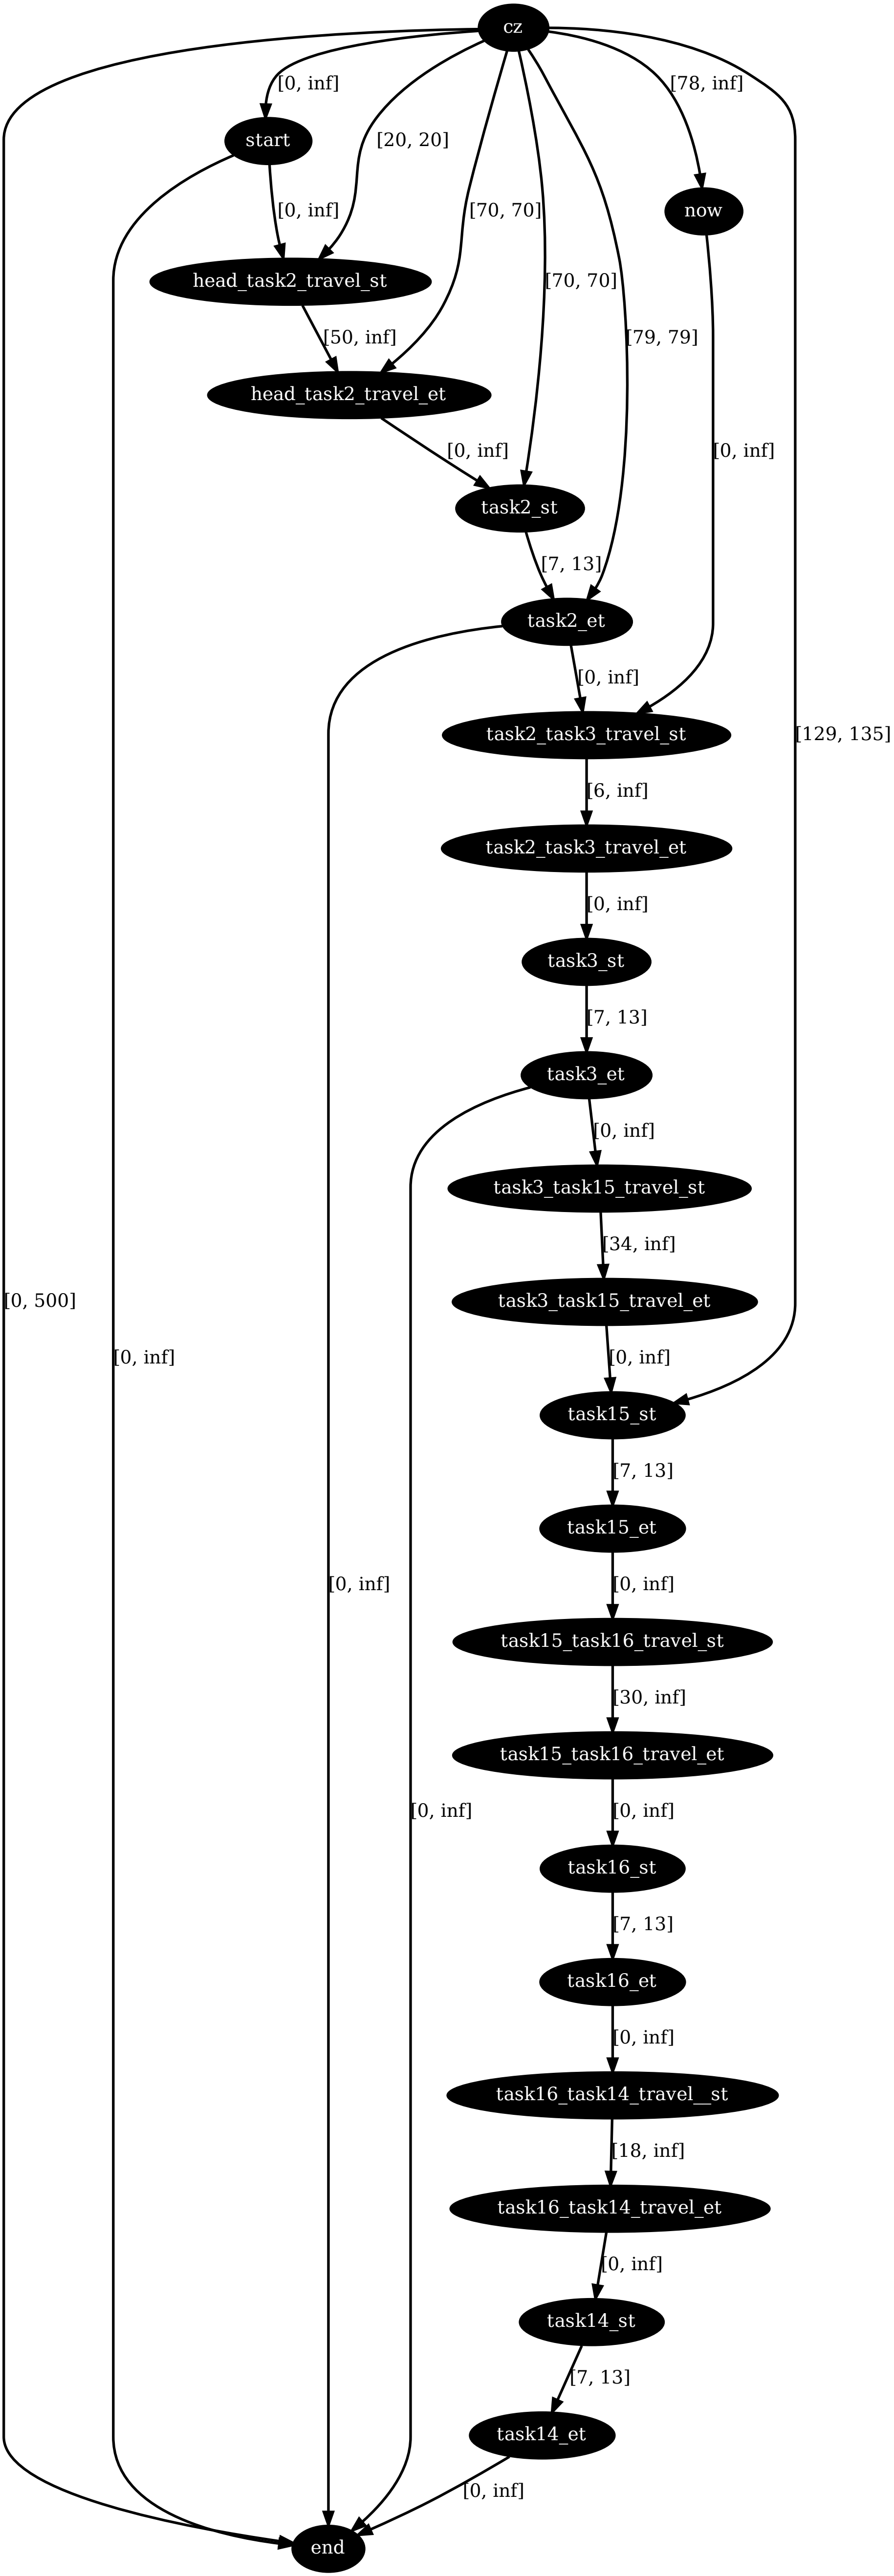 cz
[0, inf]
[78, inf]
start
[20, 20]
now
[0, inf]
[70, 70]
head_task2_travel_st
[70, 70]
[50, inf]
[79, 79]
head_task2_travel_et
[0, inf]
[0, inf]
task2_st
[7, 13]
task2_et
[0, inf]
task2_task3_travel_st
[129, 135]
[6, inf]
task2_task3_travel_et
[0, inf]
task3_st
[7, 13]
task3_et
[0, inf]
task3_task15_travel_st
[34, inf]
[0, 500]
task3_task15_travel_et
[0, inf]
[0, inf]
task15_st
[7, 13]
task15_et
[0, inf]
[0, inf]
task15_task16_travel_st
[30, inf]
task15_task16_travel_et
[0, inf]
[0, inf]
task16_st
[7, 13]
task16_et
[0, inf]
task16_task14_travel__st
[18, inf]
task16_task14_travel_et
[0, inf]
task14_st
[7, 13]
task14_et
[0, inf]
end